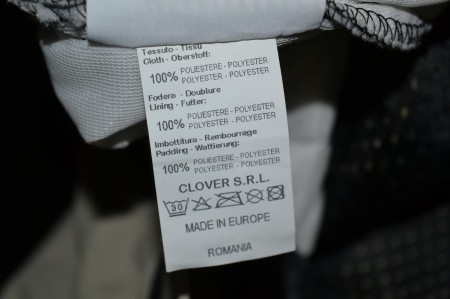 Tessuto - Tissu
Cloth - Oberstoff:
100% POLIESTERE - POLYESTER
POLYESTER - POLYESTER
Fodera - Doublure
Lining - Futter:
100% POLIESTERE - POLYESTER
POLYESTER - POLYESTER
Imbottitura - Rembourrage
Padding - Wattierung:
100% POLIESTERE - POLYESTER
POLYESTER - POLYESTER
CLOVER S.R.L.
30
MADE IN EUROPE
ROMANIA